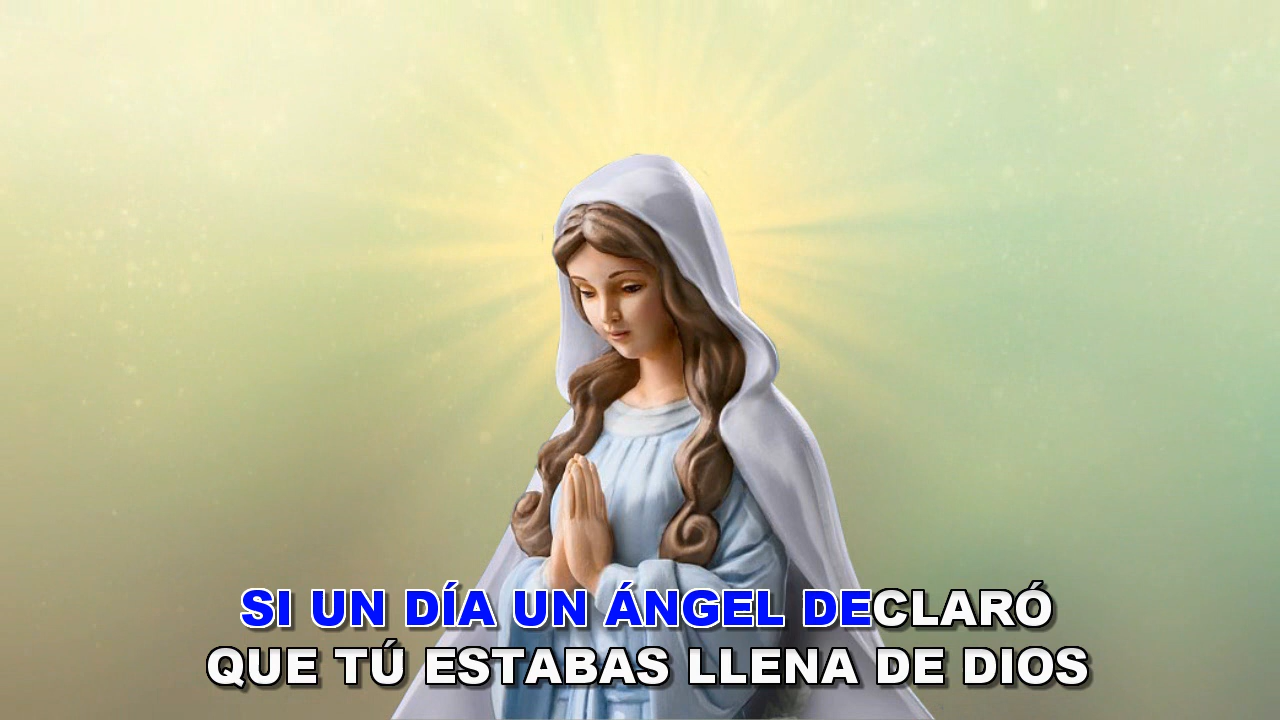 SI UN DÍA UN ÁNGEL DECLARÓ
QUE TÚ ESTABAS LLENA DE DIOS